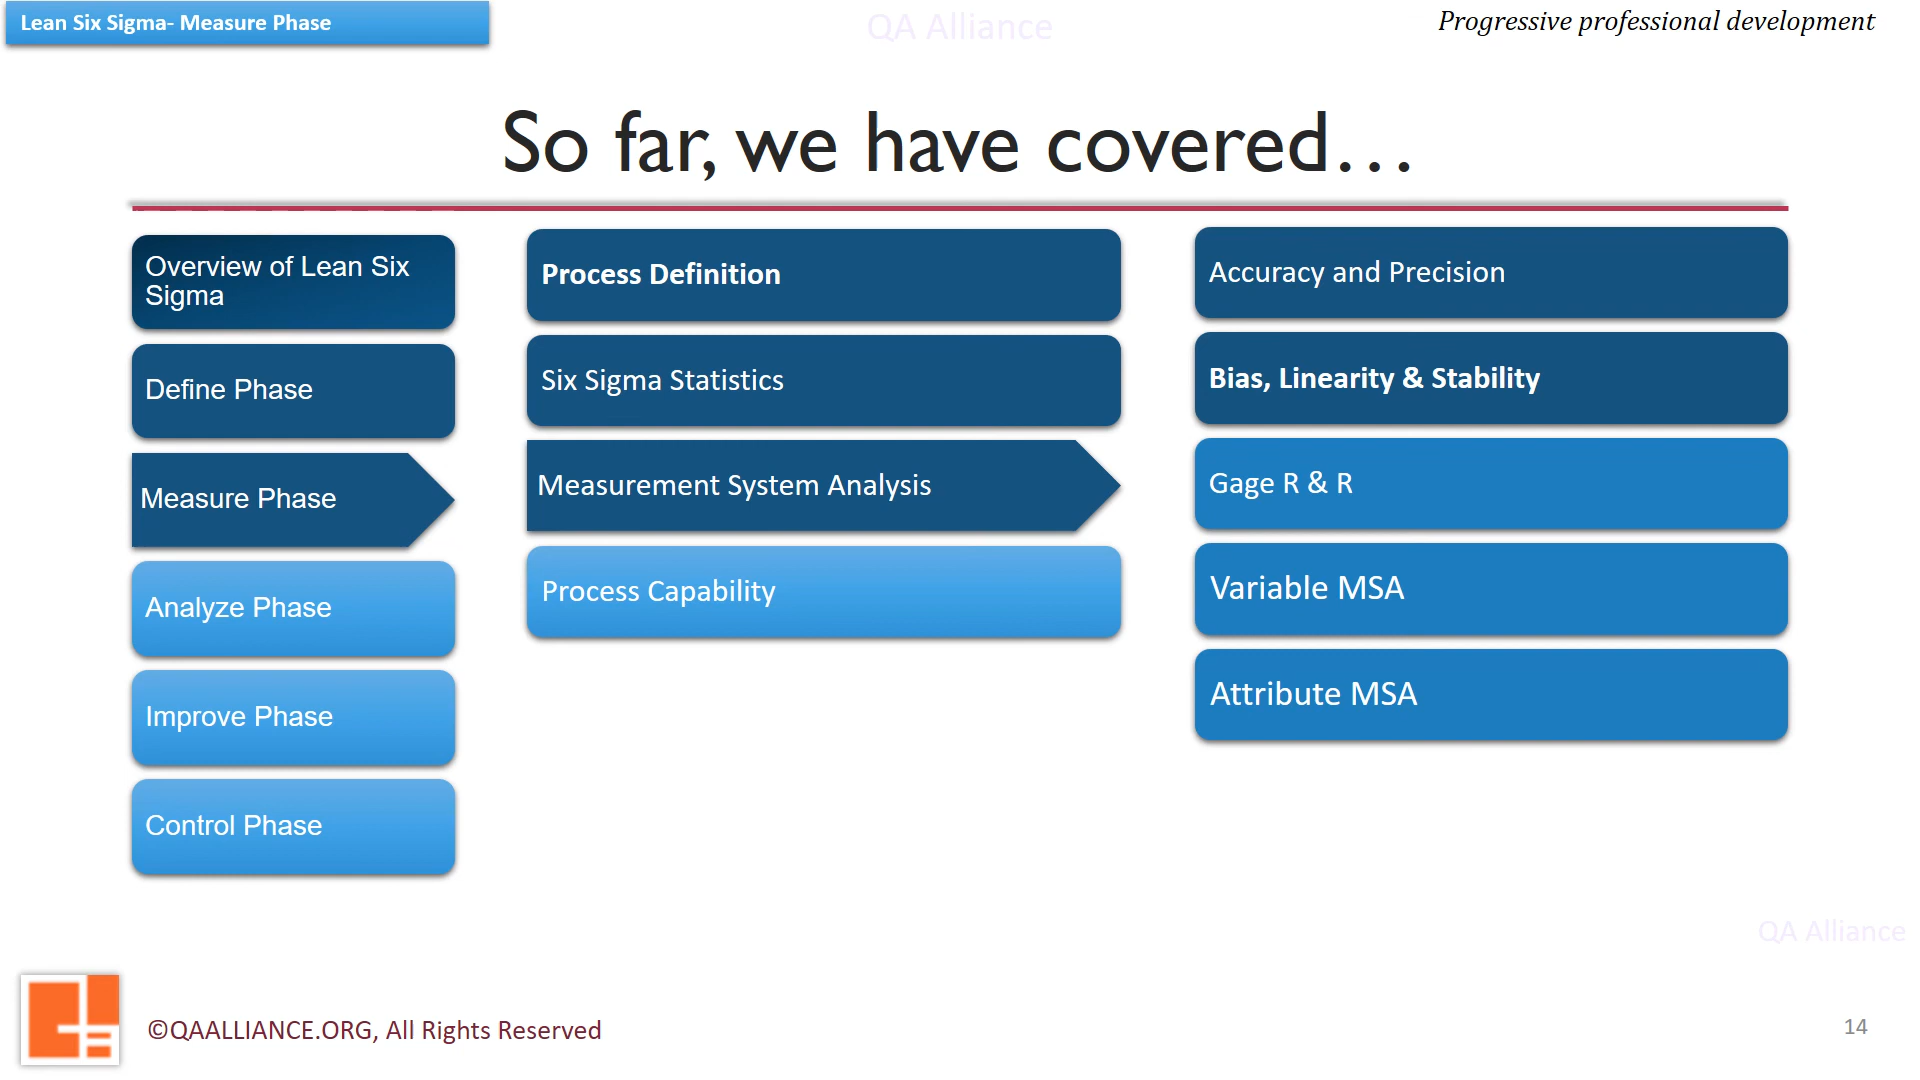 Lean Six Sigma- Measure Phase
QA Alliance
Progressive professional development
So far, we have covered…
Overview of Lean Six
Sigma
Define Phase
Measure Phase
Analyze Phase
Improve Phase
Control Phase
Process Definition
Six Sigma Statistics
Measurement System Analysis
Process Capability
Accuracy and Precision
Bias, Linearity & Stability
Gage R & R
Variable MSA
Attribute MSA
QA Alliance
©QAALLIANCE.ORG, All Rights Reserved
14